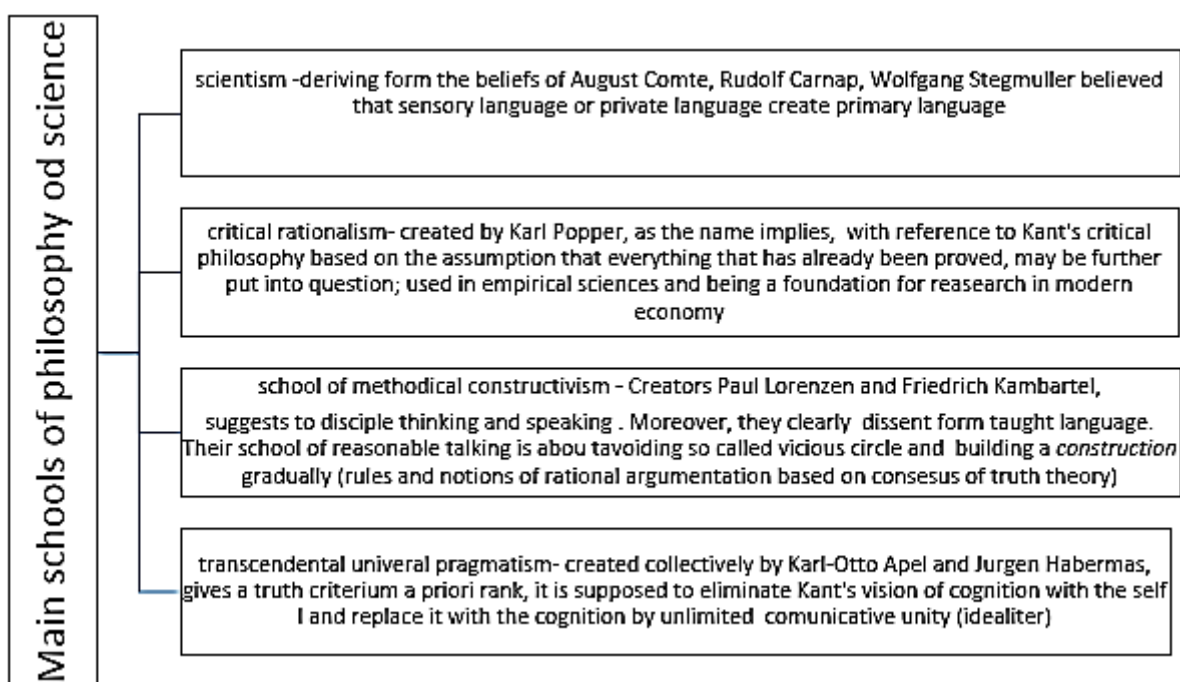 Main schools of philosophy od science
scientism -deriving form the beliefs of August Comte, Rudolf Carnap, Wolfgang Stegmuller believed
that sensory language or private language create primary language
critical rationalism- created by Karl Popper, as the name implies, with reference to Kant's critical
philosophy based on the assumption that everything that has already been proved, may be further
put into question; used in empirical sciences and being a foundation for reasearch in modern
economy
school of methodical constructivism - Creators Paul Lorenzen and Friedrich Kambartel,
suggests to disciple thinking and speaking . Moreover, they clearly dissent form taught language.
Their school of reasonable talking is abou tavoiding so called vicious circle and building a construction
gradually (rules and notions of rational argumentation based on consesus of truth theory)
transcendental univeral pragmatism- created collectively by Karl-Otto Apel and Jurgen Habermas,
gives a truth criterium a priori rank, it is supposed to eliminate Kant's vision of cognition with the self
I and replace it with the cognition by unlimited comunicative unity (idealiter)